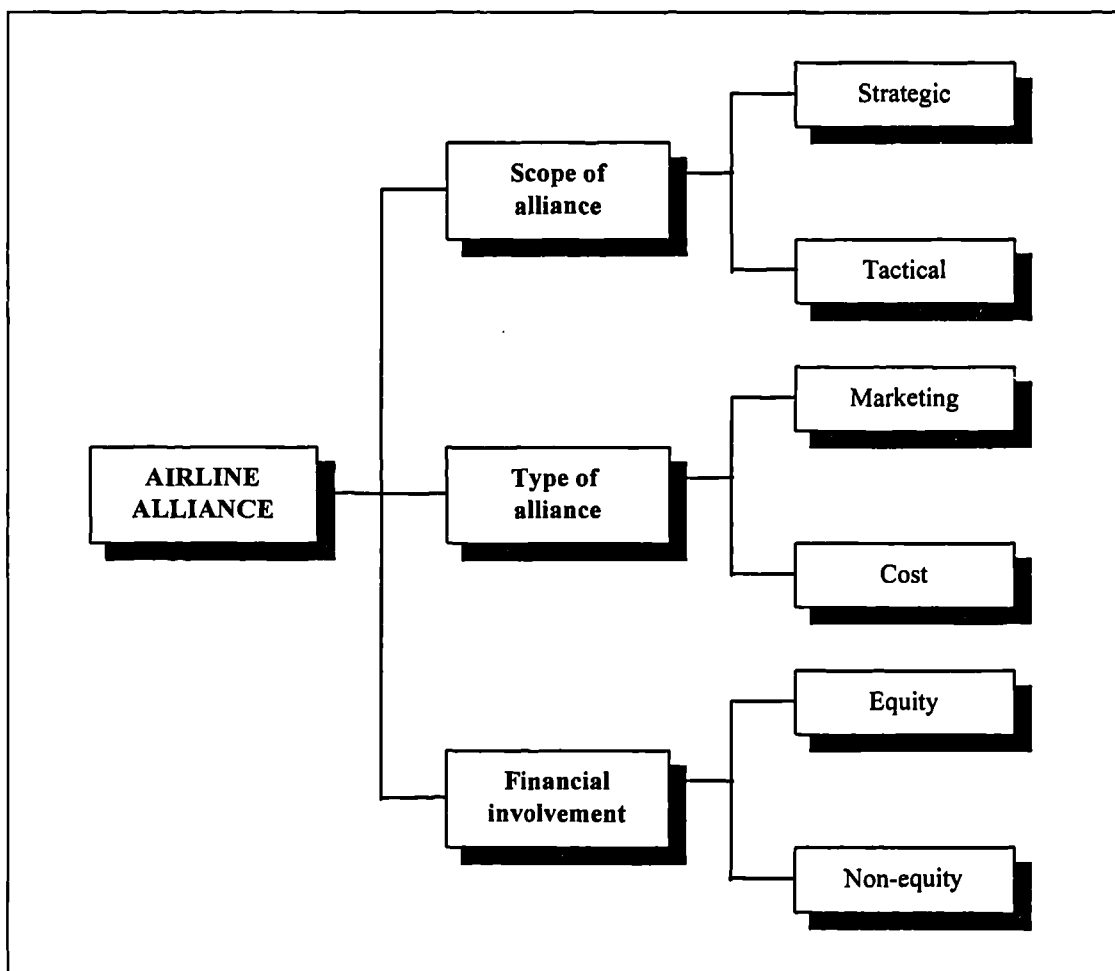 Strategic
Scope of
alliance
Tactical
Marketing
AIRLINE
ALLIANCE
Type of
alliance
Cost
Equity
Financial
involvement
Non-equity